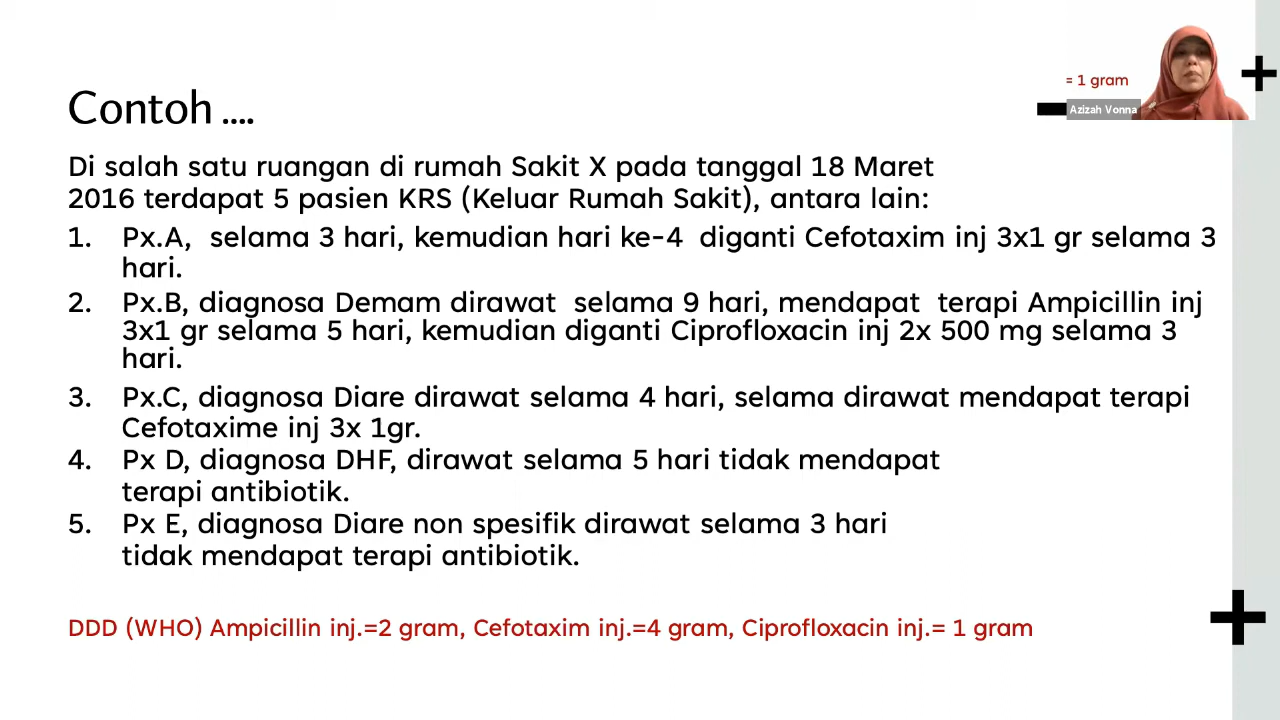 = 1 gram
Azizah Vonna
Contoh ....
Di salah satu ruangan di rumah Sakit X pada tanggal 18 Maret
2016 terdapat 5 pasien KRS (Keluar Rumah Sakit), antara lain:
1. Px.A, selama 3 hari, kemudian hari ke-4 diganti Cefotaxim inj 3x1 gr selama 3
hari.
2. Px.B, diagnosa Demam dirawat selama 9 hari, mendapat terapi Ampicillin inj
3x1 gr selama 5 hari, kemudian diganti Ciprofloxacin inj 2x 500 mg selama 3
hari.
3. Px.C, diagnosa Diare dirawat selama 4 hari, selama dirawat mendapat terapi
Cefotaxime inj 3x 1gr.
4. Px D, diagnosa DHF, dirawat selama 5 hari tidak mendapat
terapi antibiotik.
5. Px E, diagnosa Diare non spesifik dirawat selama 3 hari
tidak mendapat terapi antibiotik.
DDD (WHO) Ampicillin inj.=2 gram, Cefotaxim inj.=4 gram, Ciprofloxacin inj.= 1 gram